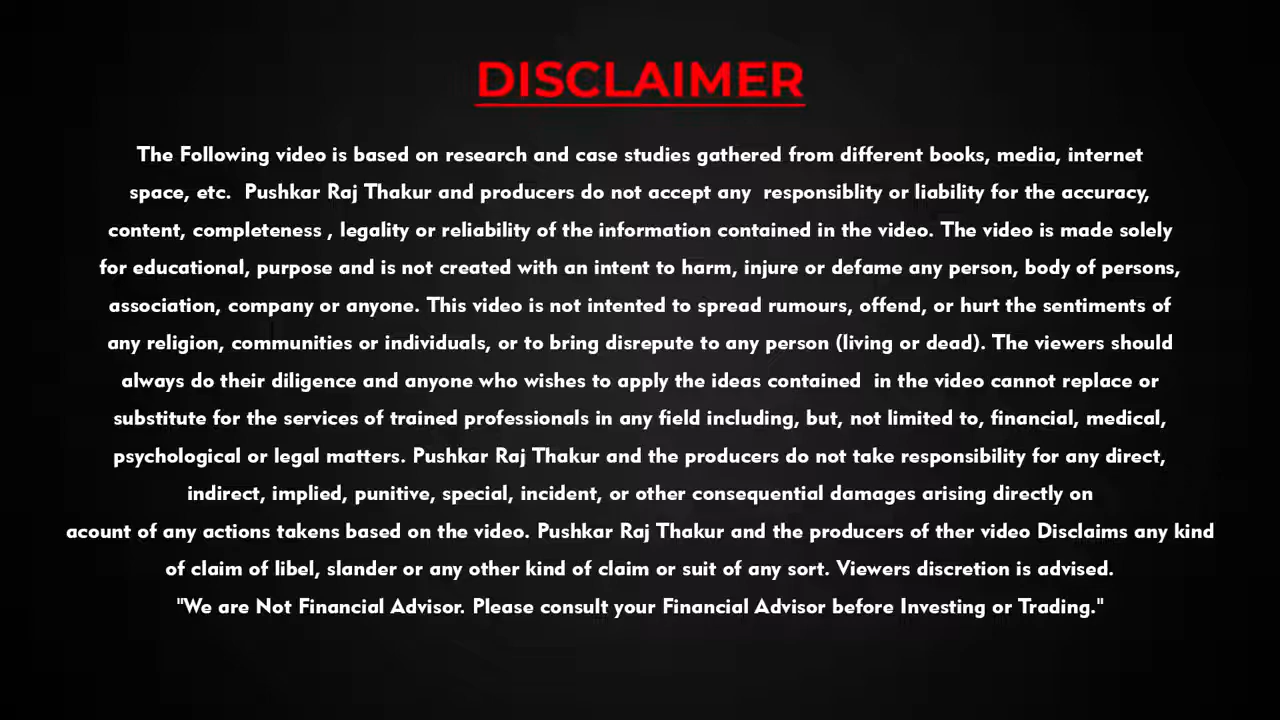 DISCLAIMER
The Following video is based on research and case studies gathered from different books, media, internet
space, etc.  Pushkar Raj Thakur and producers do not accept any  responsiblity or liability for the accuracy,
content, completeness , legality or reliability of the information contained in the video. The video is made solely
for educational, purpose and is not created with an intent to harm, injure or defame any person, body of persons,
association, company or anyone. This video is not intented to spread rumours, offend, or hurt the sentiments of
any religion, communities or individuals, or to bring disrepute to any person (living or dead). The viewers should
always do their diligence and anyone who wishes to apply the ideas contained  in the video cannot replace or
substitute for the services of trained professionals in any field including, but, not limited to, financial, medical,
psychological or legal matters. Pushkar Raj Thakur and the producers do not take responsibility for any direct,
indirect, implied, punitive, special, incident, or other consequential damages arising directly on
acount of any actions takens based on the video. Pushkar Raj Thakur and the producers of ther video Disclaims any kind
of claim of libel, slander or any other kind of claim or suit of any sort. Viewers discretion is advised.
"We are Not Financial Advisor. Please consult your Financial Advisor before Investing or Trading."